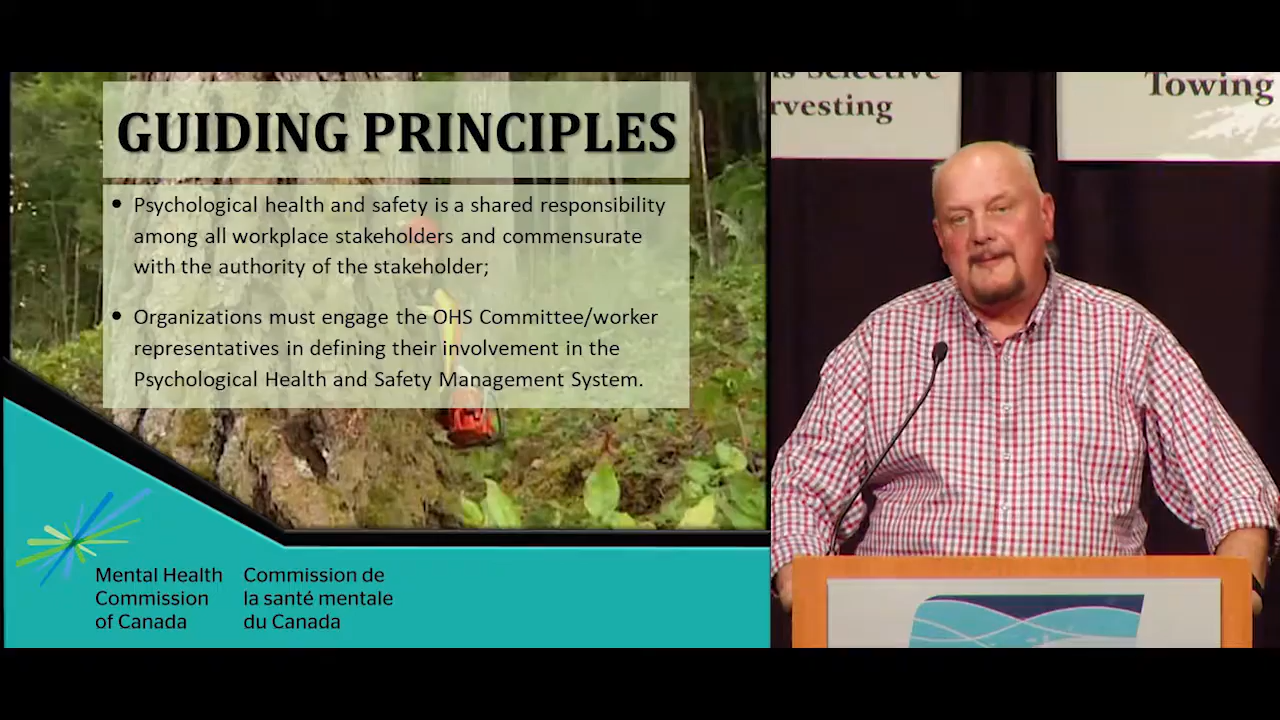 GUIDING PRINCIPLES
• Psychological health and safety is a shared responsibility
among all workplace stakeholders and commensurate
with the authority of the stakeholder;
• Organizations must engage the OHS Committee/worker
representatives in defining their involvement in the
Psychological Health and Safety Management System.
Mental Health
Commission
of Canada
Commission de
la santé mentale
du Canada
Selective
rvesting
Towing